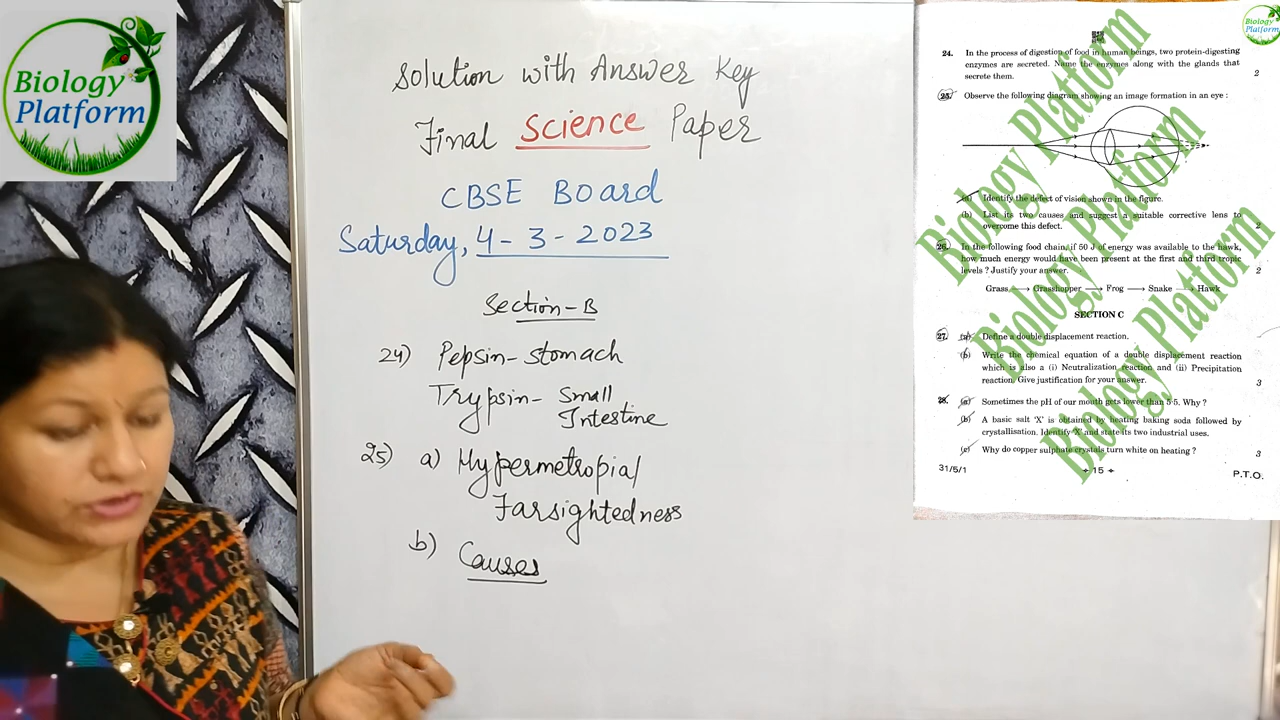 Biology
Platform
Solution with Answer Key
Final Science Paper
CBSE Board
Saturday, 4-3-2023
Section-B
24) Pepsin-Stomach
Trypsin- Small
Intestine
25) a) Hypermetropia/
Farsightedness
b) Causes
Biology
Platform
24. In the process of digestion of food in human beings, two protein-digesting
enzymes are secreted. Name the enzymes along with the glands that
secrete them. 2
25. Observe the following diagram showing an image formation in an eye :
(a) Identify the defect of vision shown in the figure.
(b) List its two causes and suggest a suitable corrective lens to
overcome this defect. 2
26. In the following food chain, if 50 J of energy was available to the hawk,
how much energy would have been present at the first and third tropic
levels ? Justify your answer. 2
Grass → Grasshopper → Frog → Snake → Hawk
SECTION C
27. (a) Define a double displacement reaction.
(b) Write the chemical equation of a double displacement reaction
which is also a (i) Neutralization reaction and (ii) Precipitation
reaction. Give justification for your answer. 3
28. (a) Sometimes the pH of our mouth gets lower than 5·5. Why ?
(b) A basic salt 'X' is obtained by heating baking soda followed by
crystallisation. Identify 'X' and state its two industrial uses.
(c) Why do copper sulphate crystals turn white on heating ? 3
31/5/1 15 P.T.O.
Biology Platform
Biology Platform
Biology Platform
Biology Platform